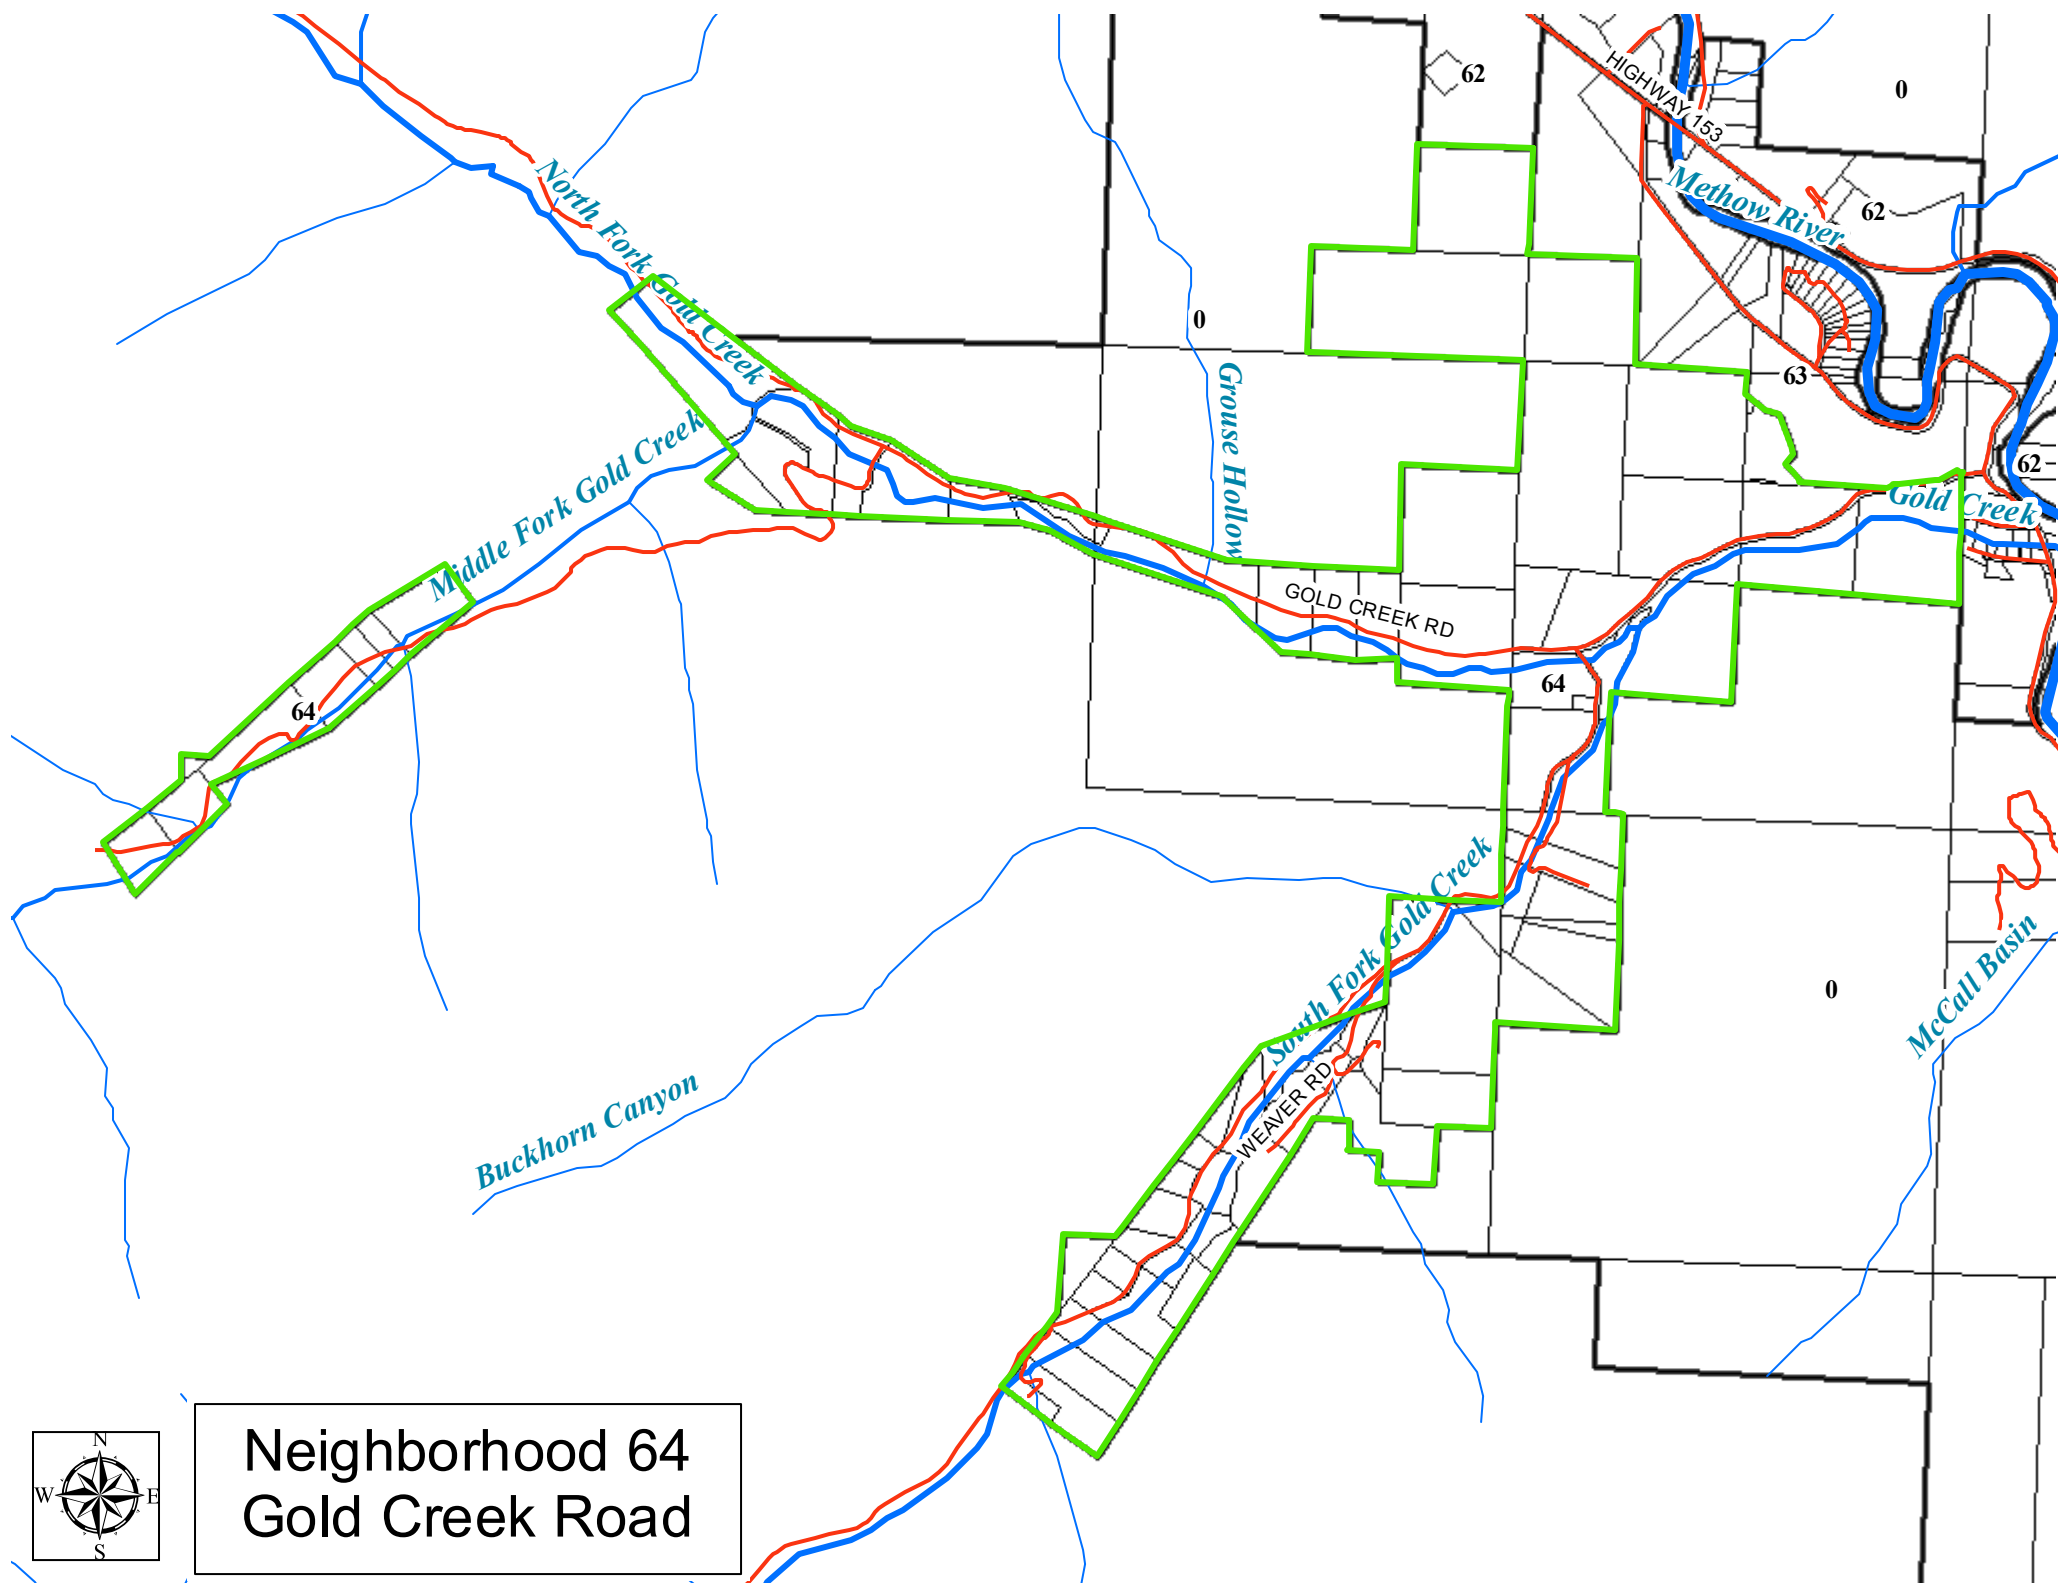 62
0
HIGHWAY 153
North Fork Gold Creek
Methow River
62
0
Grouse Hollow
63
Middle Fork Gold Creek
62
Gold Creek
GOLD CREEK RD
64
64
South Fork Gold Creek
McCall Basin
0
WEAVER RD
Buckhorn Canyon
N
W E
S
Neighborhood 64
Gold Creek Road